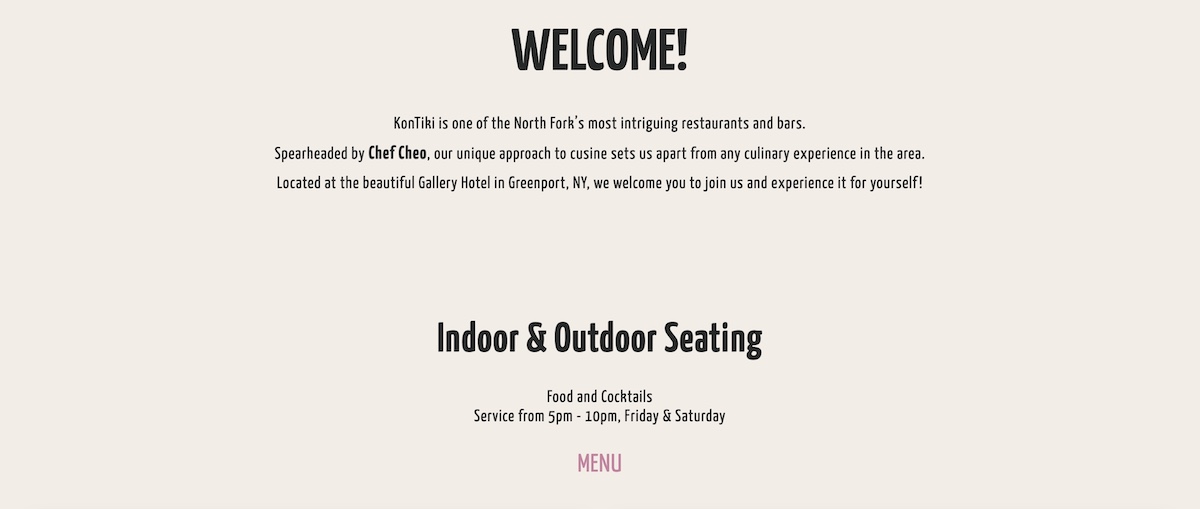 WELCOME!
KonTiki is one of the North Fork's most intriguing restaurants and bars.
Spearheaded by Chef Cheo, our unique approach to cusine sets us apart from any culinary experience in the area.
Located at the beautiful Gallery Hotel in Greenport, NY, we welcome you to join us and experience it for yourself!
Indoor & Outdoor Seating
Food and Cocktails
Service from 5pm - 10pm, Friday & Saturday
MENU